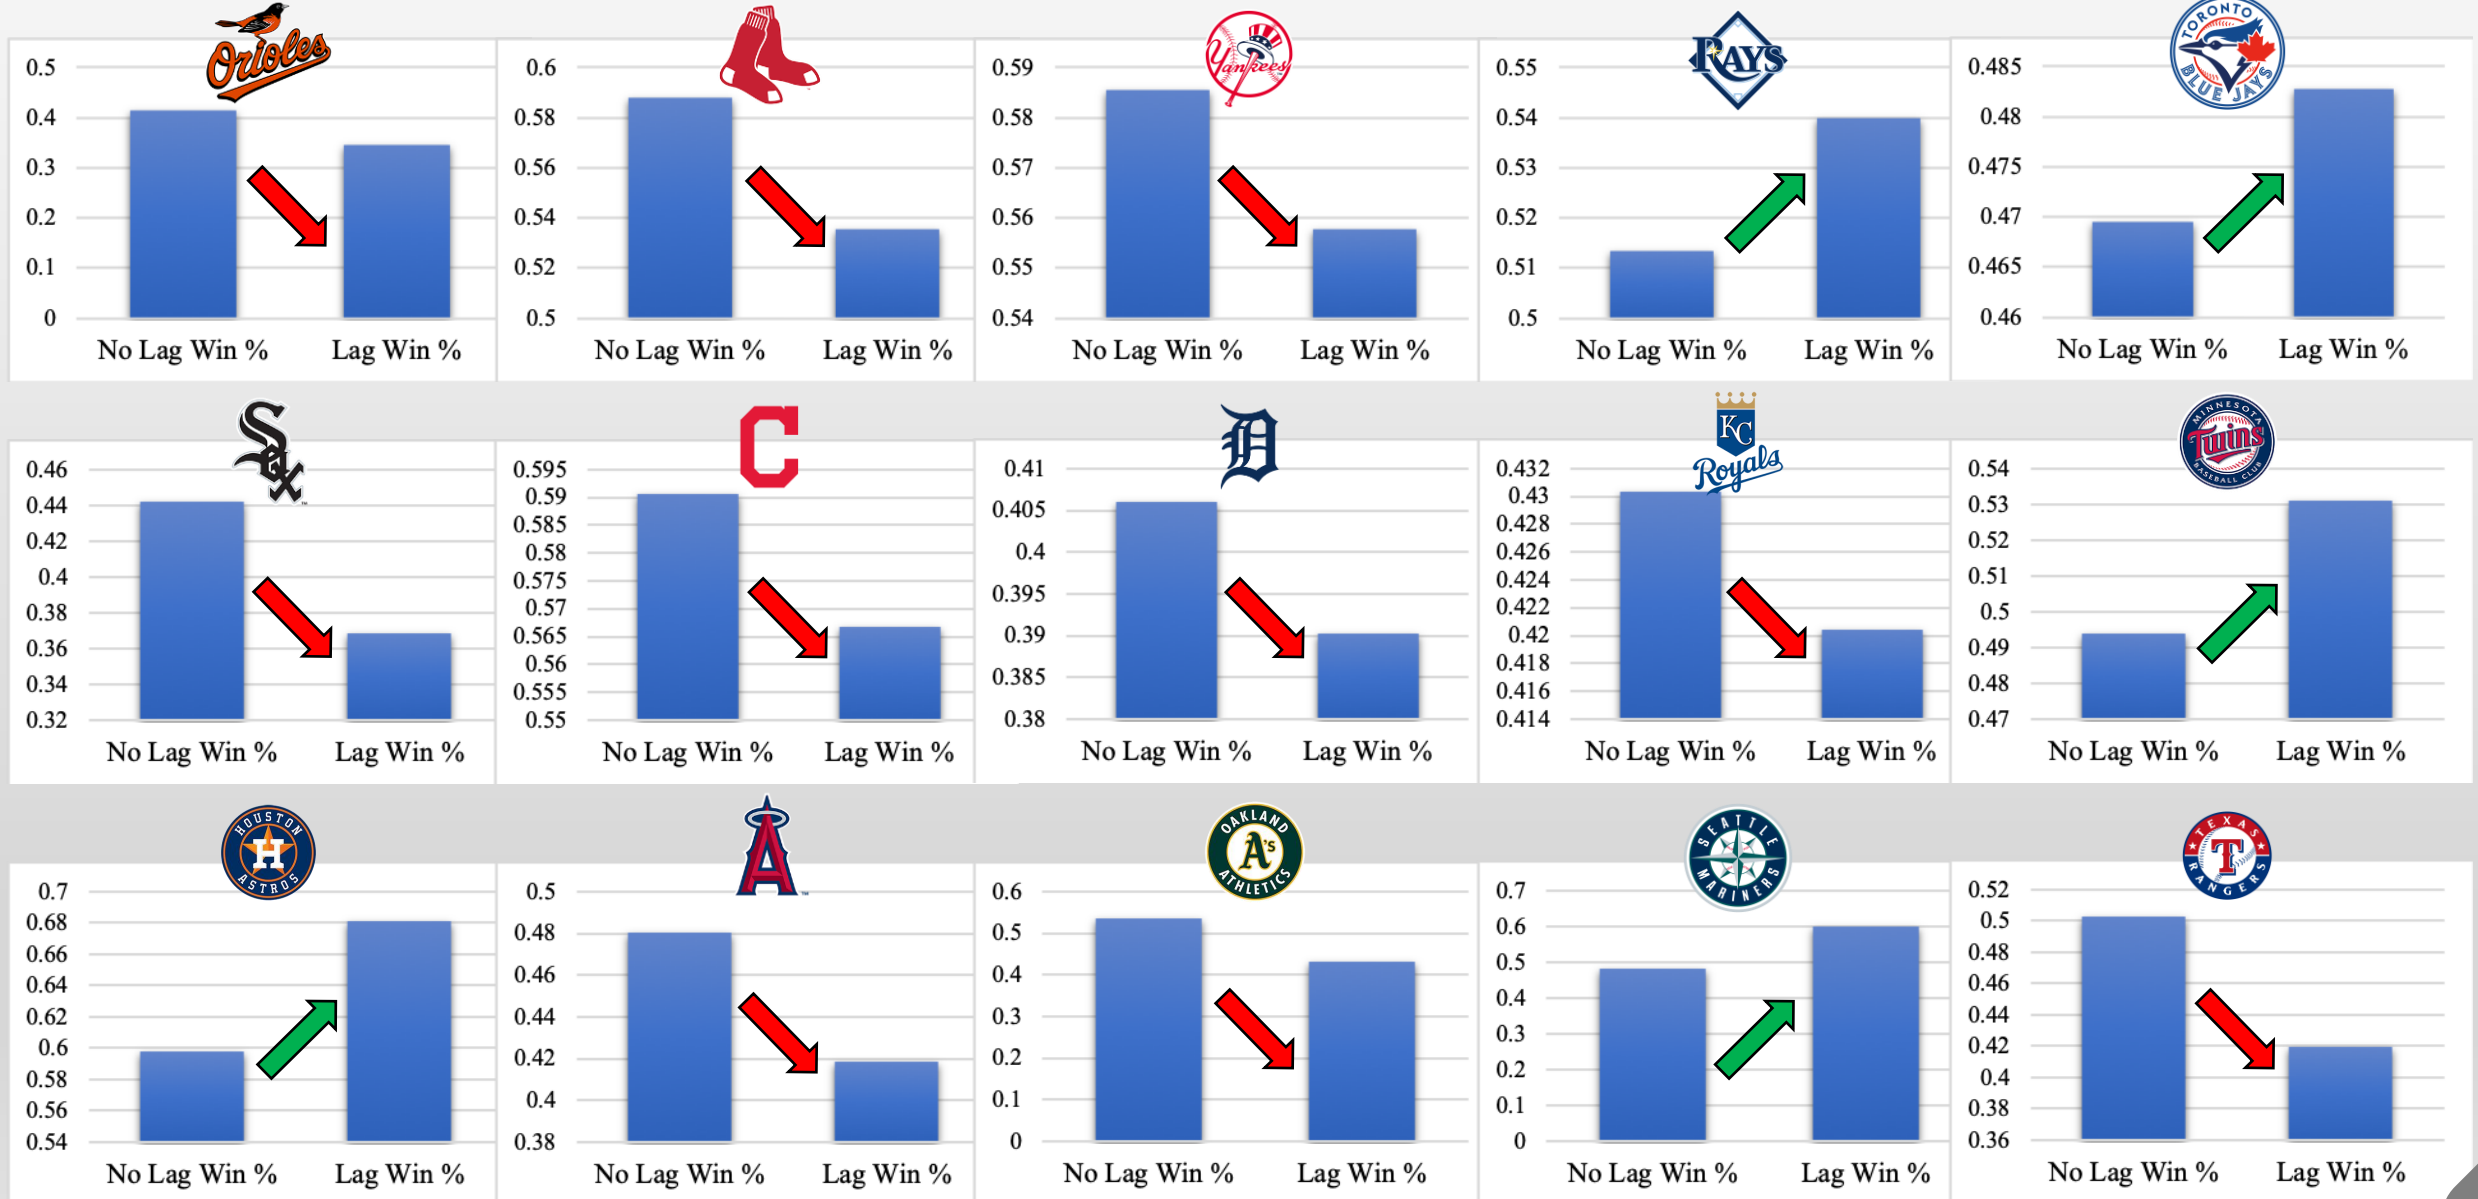 Orioles
0.5
0.4
0.3
0.2
0.1
0
No Lag Win %
Lag Win %
0.6
0.58
0.56
0.54
0.52
0.5
No Lag Win %
Lag Win %
Yankees
0.59
0.58
0.57
0.56
0.55
0.54
No Lag Win %
Lag Win %
RAYS
0.55
0.54
0.53
0.52
0.51
0.5
No Lag Win %
Lag Win %
TORONTO
BLUE JAYS
0.485
0.48
0.475
0.47
0.465
0.46
No Lag Win %
Lag Win %
Sox
0.46
0.44
0.42
0.4
0.38
0.36
0.34
0.32
No Lag Win %
Lag Win %
C
0.595
0.59
0.585
0.58
0.575
0.57
0.565
0.56
0.555
0.55
No Lag Win %
Lag Win %
D
0.41
0.405
0.4
0.395
0.39
0.385
0.38
No Lag Win %
Lag Win %
KC
Royals
0.432
0.43
0.428
0.426
0.424
0.422
0.42
0.418
0.416
0.414
No Lag Win %
Lag Win %
MINNESOTA
Twins
BASEBALL CLUB
0.54
0.53
0.52
0.51
0.5
0.49
0.48
0.47
No Lag Win %
Lag Win %
HOUSTON
H
ASTROS
0.7
0.68
0.66
0.64
0.62
0.6
0.58
0.56
0.54
No Lag Win %
Lag Win %
A
0.5
0.48
0.46
0.44
0.42
0.4
0.38
No Lag Win %
Lag Win %
OAKLAND
A's
ATHLETICS
0.6
0.5
0.4
0.3
0.2
0.1
0
No Lag Win %
Lag Win %
SEATTLE
MARINERS
0.7
0.6
0.5
0.4
0.3
0.2
0.1
0
No Lag Win %
Lag Win %
TEXAS
T
RANGERS
0.52
0.5
0.48
0.46
0.44
0.42
0.4
0.38
0.36
No Lag Win %
Lag Win %